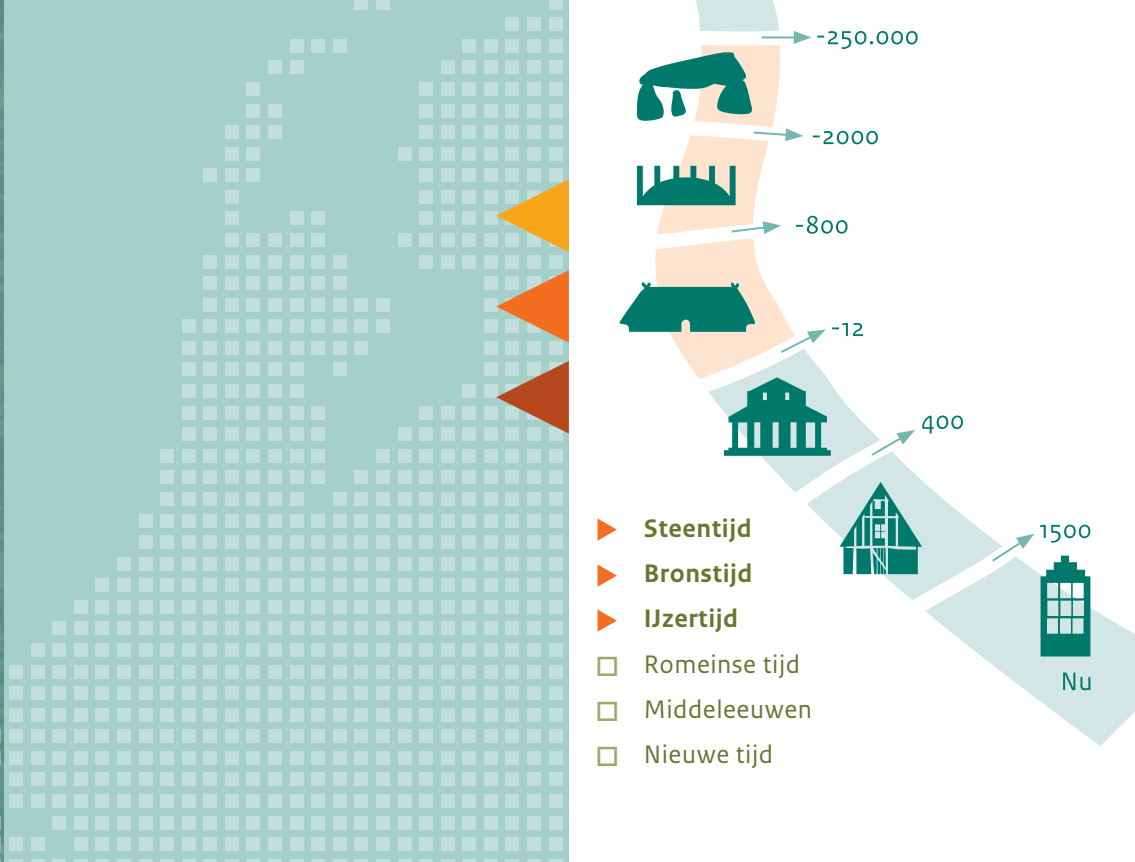 -250.000
-2000
-800
-12
400
1500
Nu
Steentijd
Bronstijd
IJzertijd
Romeinse tijd
Middeleeuwen
Nieuwe tijd